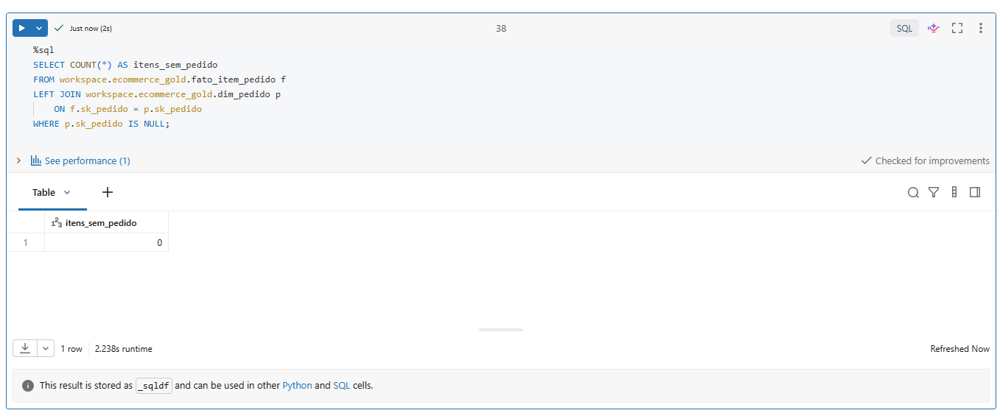 Just now (2s)
38
SQL
%sql
SELECT COUNT(*) AS itens_sem_pedido
FROM workspace.ecommerce_gold.fato_item_pedido f
LEFT JOIN workspace.ecommerce_gold.dim_pedido p
ON f.sk_pedido = p.sk_pedido
WHERE p.sk_pedido IS NULL;
See performance (1)
Checked for improvements
Table
123 itens_sem_pedido
1 0
1 row 2.238s runtime
Refreshed Now
This result is stored as _sqldf and can be used in other Python and SQL cells.